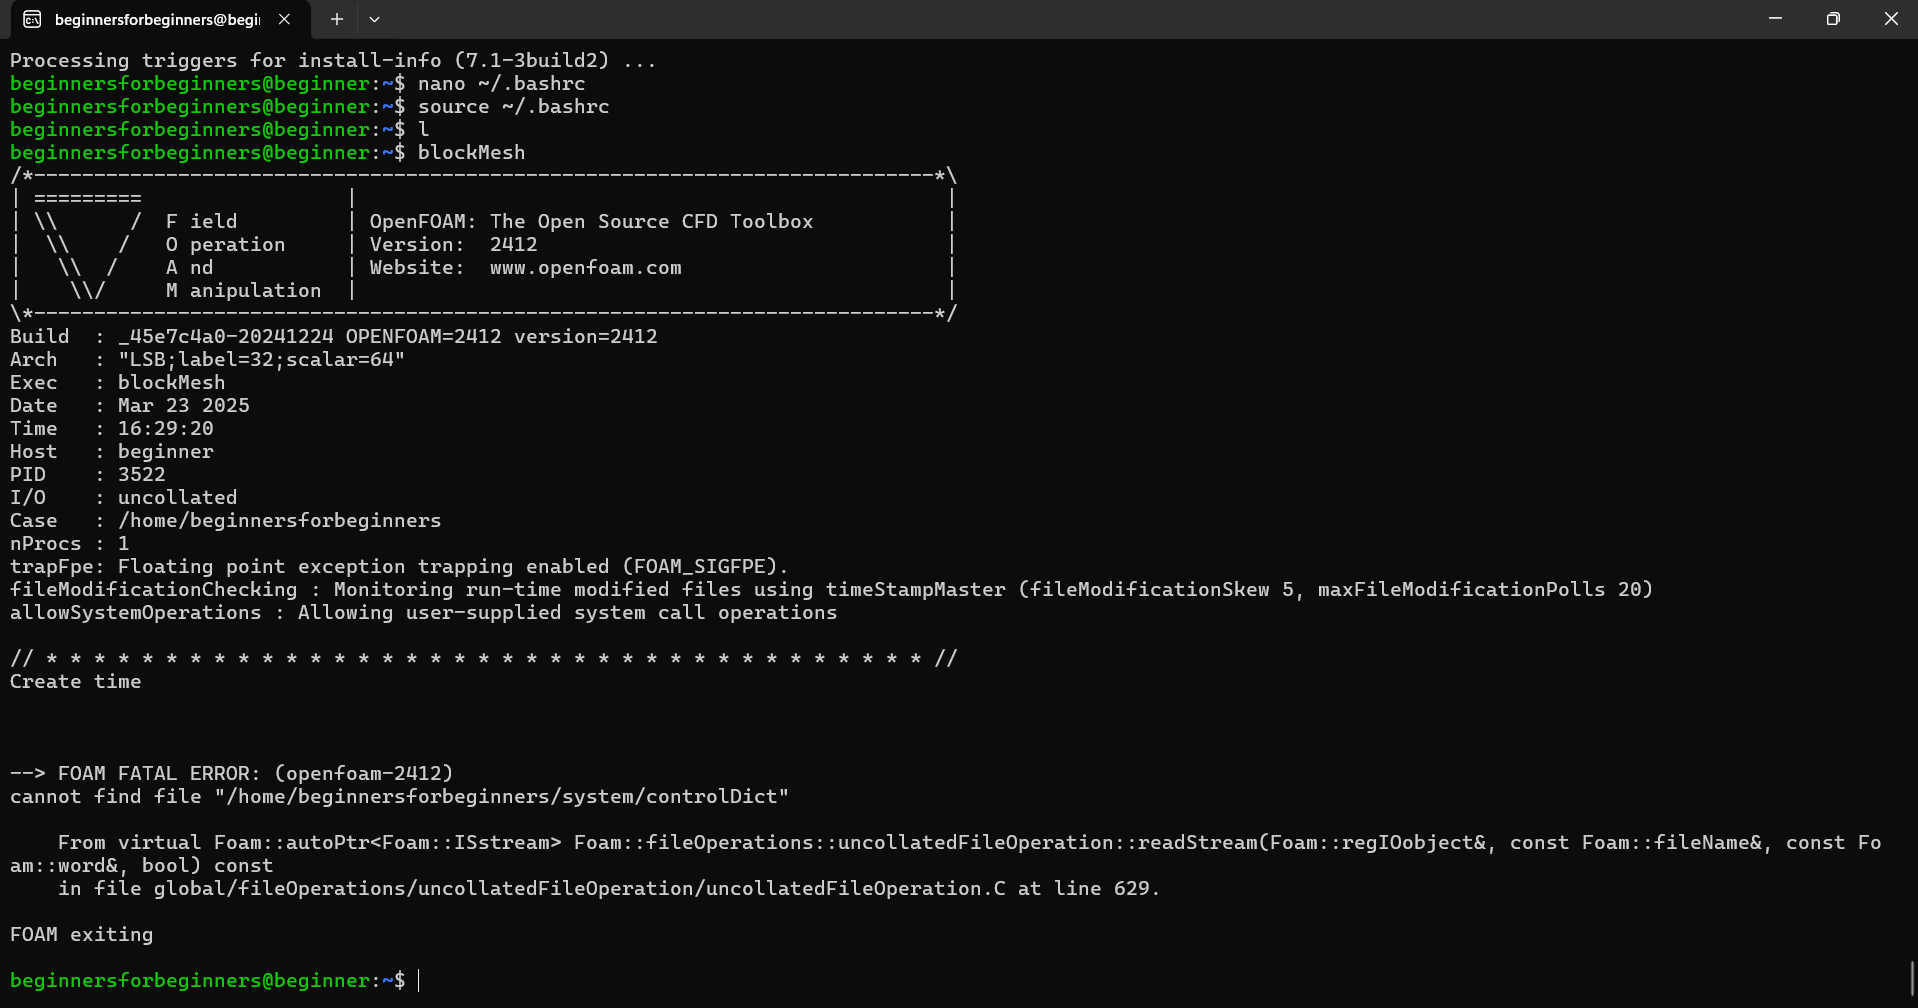 beginnersforbeginners@begi
Processing triggers for install-info (7.1-3build2) ...
beginnersforbeginners@beginner:~$ nano ~/.bashrc
beginnersforbeginners@beginner:~$ source ~/.bashrc
beginnersforbeginners@beginner:~$ l
beginnersforbeginners@beginner:~$ blockMesh
/*---------------------------------------------------------------------------*\
| =========                 |                                                 |
| \\      /  F ield         | OpenFOAM: The Open Source CFD Toolbox           |
|  \\    /   O peration     | Version:  2412                                  |
|   \\  /    A nd           | Website:  www.openfoam.com                      |
|    \\/     M anipulation  |                                                 |
\*---------------------------------------------------------------------------*/
Build  : _45e7c4a0-20241224 OPENFOAM=2412 version=2412
Arch   : "LSB;label=32;scalar=64"
Exec   : blockMesh
Date   : Mar 23 2025
Time   : 16:29:20
Host   : beginner
PID    : 3522
I/O    : uncollated
Case   : /home/beginnersforbeginners
nProcs : 1
trapFpe: Floating point exception trapping enabled (FOAM_SIGFPE).
fileModificationChecking : Monitoring run-time modified files using timeStampMaster (fileModificationSkew 5, maxFileModificationPolls 20)
allowSystemOperations : Allowing user-supplied system call operations
// * * * * * * * * * * * * * * * * * * * * * * * * * * * * * * * * * * * * * //
Create time
--> FOAM FATAL ERROR: (openfoam-2412)
cannot find file "/home/beginnersforbeginners/system/controlDict"
    From virtual Foam::autoPtr<Foam::ISstream> Foam::fileOperations::uncollatedFileOperation::readStream(Foam::regIOobject&, const Foam::fileName&, const Fo
am::word&, bool) const
    in file global/fileOperations/uncollatedFileOperation/uncollatedFileOperation.C at line 629.
FOAM exiting
beginnersforbeginners@beginner:~$